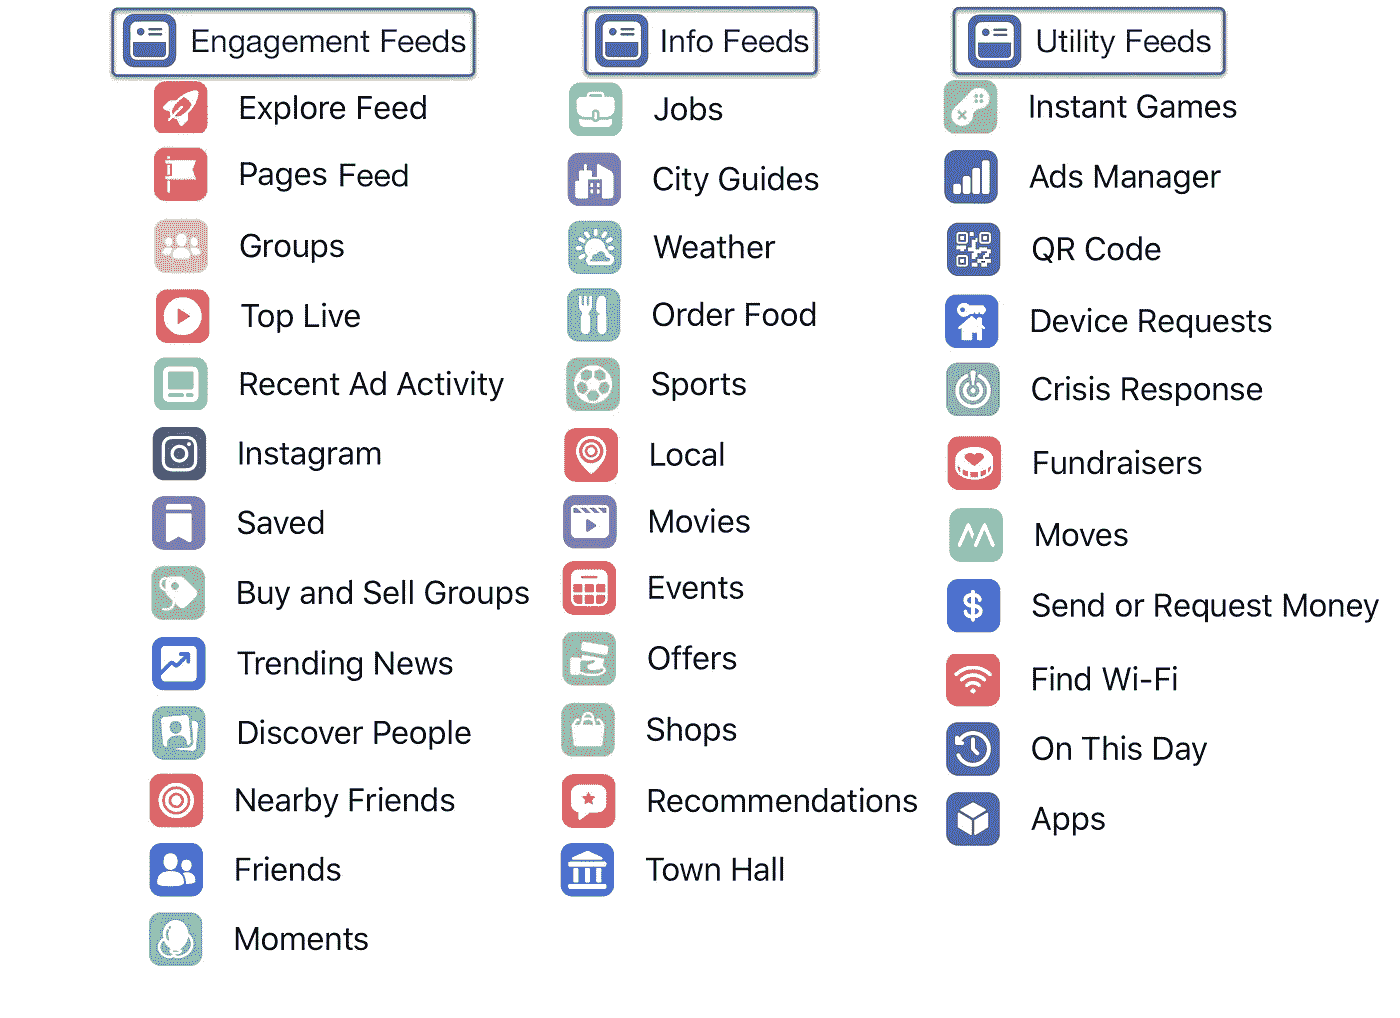 Engagement Feeds
Explore Feed
Pages Feed
Groups
Top Live
Recent Ad Activity
Instagram
Saved
Buy and Sell Groups
Trending News
Discover People
Nearby Friends
Friends
Moments
Info Feeds
Jobs
City Guides
Weather
Order Food
Sports
Local
Movies
Events
Offers
Shops
Recommendations
Town Hall
Utility Feeds
Instant Games
Ads Manager
QR Code
Device Requests
Crisis Response
Fundraisers
Moves
Send or Request Money
Find Wi-Fi
On This Day
Apps